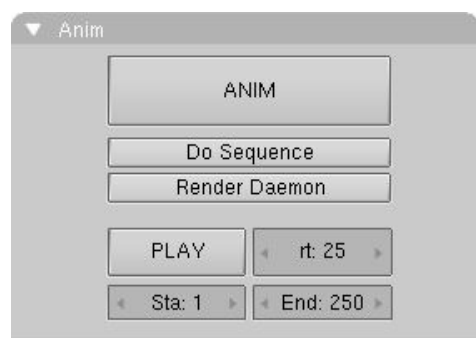 Anim
ANIM
Do Sequence
Render Daemon
PLAY rt: 25
Sta: 1 End: 250